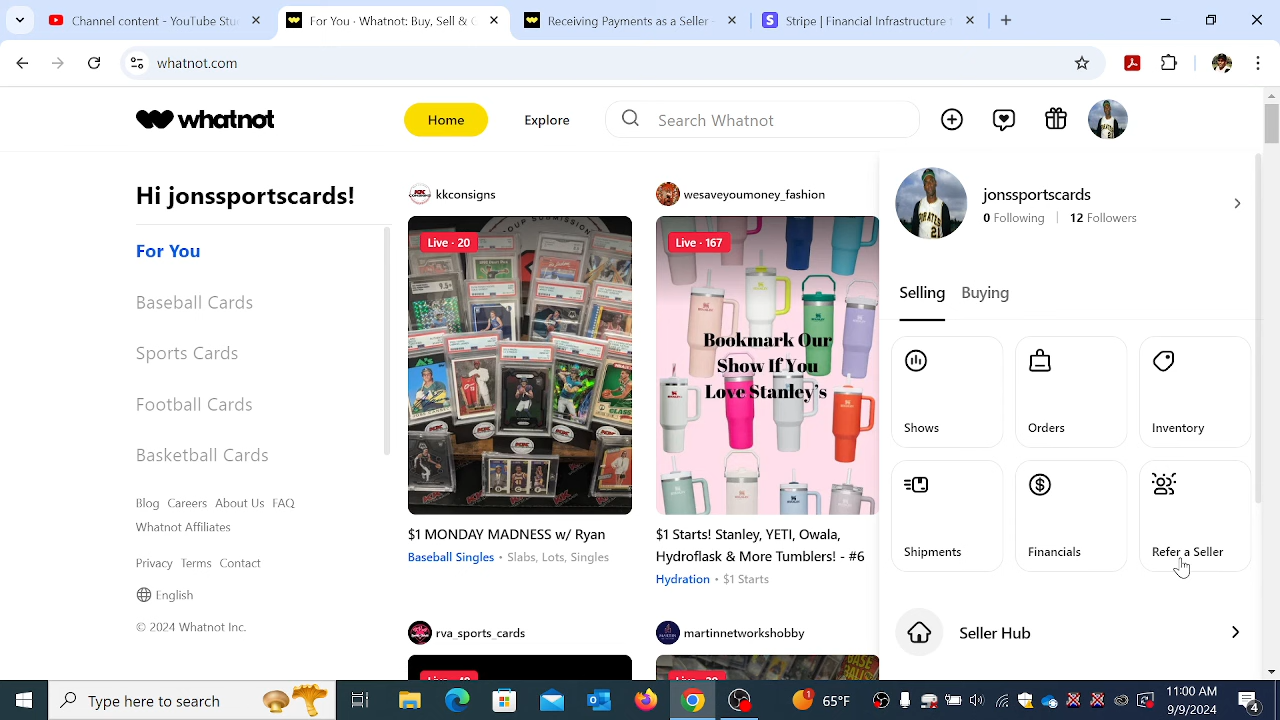 YouTube channel content - YouTube Stu
For You · Whatnot: Buy, Sell &
Receiving Payments as a Seller
Stripe | Financial Infrastructure
whatnot.com
whatnot
Home
Explore
Search Whatnot
Hi jonssportscards!
For You
Baseball Cards
Sports Cards
Football Cards
Basketball Cards
Blog Careers About Us FAQ
Whatnot Affiliates
Privacy Terms Contact
English
© 2024 Whatnot Inc.
kkconsigns
Live · 20
$1 MONDAY MADNESS w/ Ryan
Baseball Singles • Slabs, Lots, Singles
rva_sports_cards
wesaveyoumoney_fashion
Live · 167
Bookmark Our
Show If You
Love Stanley's
$1 Starts! Stanley, YETI, Owala,
Hydroflask & More Tumblers! - #6
Hydration • $1 Starts
martinnetworkshobby
jonssportscards
0 Following | 12 Followers
Selling Buying
Shows
Orders
Inventory
Shipments
Financials
Refer a Seller
Seller Hub
Type here to search
65°F
11:00 AM
9/9/2024